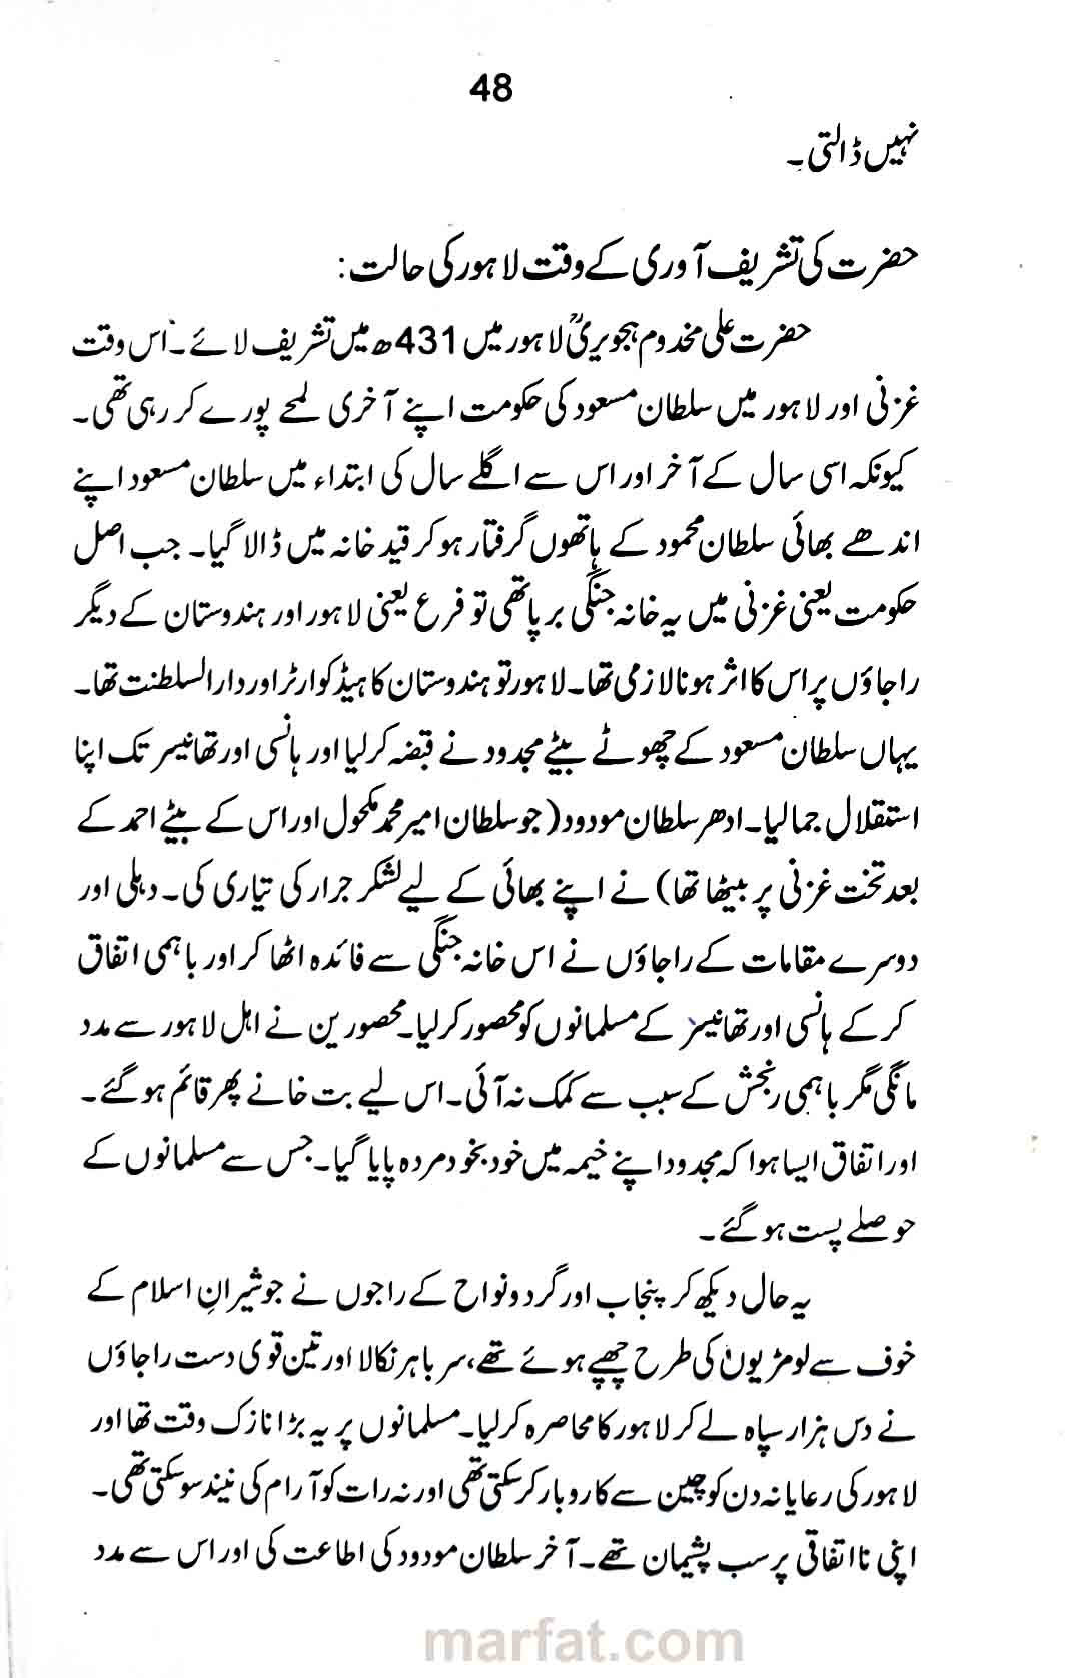 48
نہیں ڈالتی۔
حضرت کی تشریف آوری کے وقت لاہور کی حالت:
حضرت علی مخدوم ہجویریؒ لاہور میں 431ھ میں تشریف لائے۔ اس وقت
غزنی اور لاہور میں سلطان مسعود کی حکومت اپنے آخری لمحے پورے کر رہی تھی۔
کیونکہ اسی سال کے آخر اور اس سے اگلے سال کی ابتداء میں سلطان مسعود اپنے
اندھے بھائی سلطان محمود کے ہاتھوں گرفتار ہو کر قید خانہ میں ڈالا گیا۔ جب اصل
حکومت یعنی غزنی میں یہ خانہ جنگی برپا تھی تو فرع یعنی لاہور اور ہندوستان کے دیگر
راجاؤں پر اس کا اثر ہونا لازمی تھا۔ لاہور تو ہندوستان کا ہیڈ کوارٹر اور دارالسلطنت تھا۔
یہاں سلطان مسعود کے چھوٹے بیٹے مجدود نے قبضہ کر لیا اور ہانسی اور تھانیسر تک اپنا
استقلال جما لیا۔ ادھر سلطان مودود (جو سلطان امیر محمد مکحول اور اس کے بیٹے احمد کے
بعد تخت غزنی پر بیٹھا تھا) نے اپنے بھائی کے لیے لشکر جرار کی تیاری کی۔ دہلی اور
دوسرے مقامات کے راجاؤں نے اس خانہ جنگی سے فائدہ اٹھا کر اور باہمی اتفاق
کر کے ہانسی اور تھانیسر کے مسلمانوں کو محصور کر لیا۔ محصورین نے اہل لاہور سے مدد
مانگی مگر باہمی رنجش کے سبب سے کمک نہ آئی۔ اس لیے بت خانے پھر قائم ہو گئے۔
اور اتفاق ایسا ہوا کہ مجدود اپنے خیمہ میں خود بخود مردہ پایا گیا۔ جس سے مسلمانوں کے
حوصلے پست ہو گئے۔
یہ حال دیکھ کر پنجاب اور گرد و نواح کے راجوں نے جو شیرانِ اسلام کے
خوف سے لومڑیوں کی طرح چھپے ہوئے تھے، سر باہر نکالا اور تین قوی دست راجاؤں
نے دس ہزار سپاہ لے کر لاہور کا محاصرہ کر لیا۔ مسلمانوں پر یہ بڑا نازک وقت تھا اور
لاہور کی رعایا نہ دن کو چین سے کاروبار کر سکتی تھی اور نہ رات کو آرام کی نیند سو سکتی تھی۔
اپنی نااتفاقی پر سب پشیمان تھے۔ آخر سلطان مودود کی اطاعت کی اور اس سے مدد
marfat.com